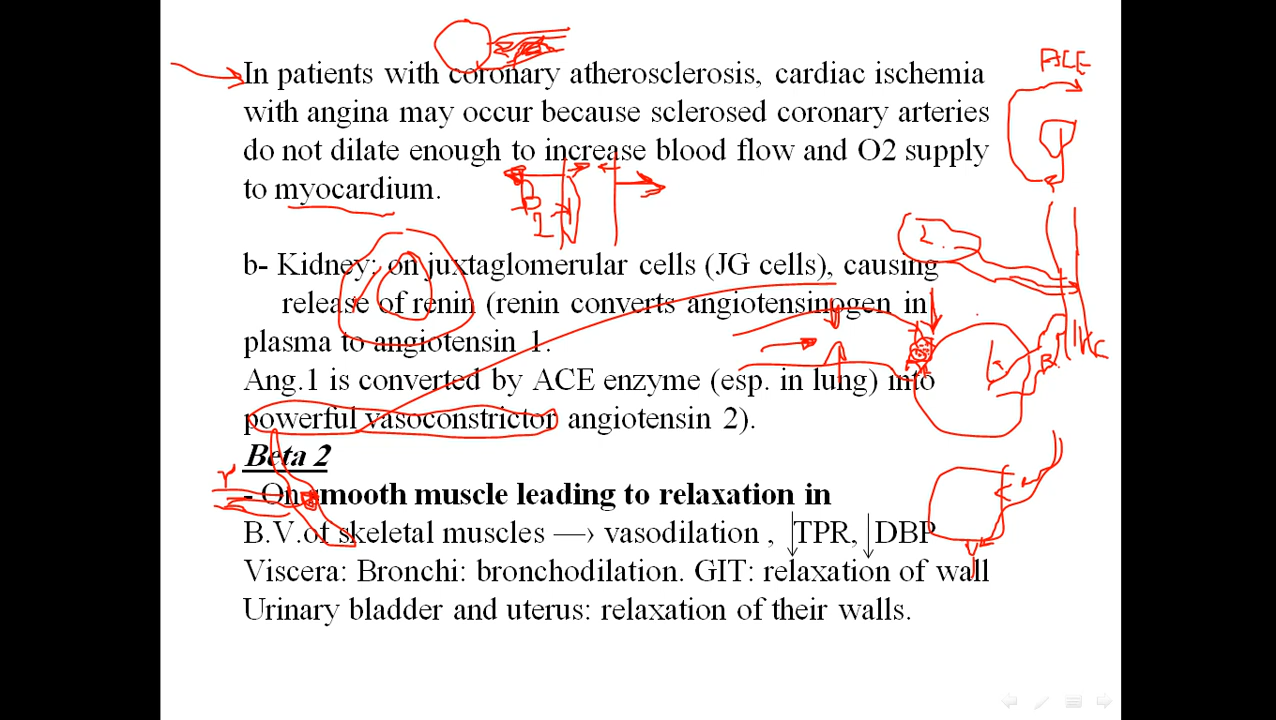 ACE
In patients with coronary atherosclerosis, cardiac ischemia
with angina may occur because sclerosed coronary arteries
do not dilate enough to increase blood flow and O2 supply
to myocardium.
b- Kidney: on juxtaglomerular cells (JG cells), causing
release of renin (renin converts angiotensinogen in
plasma to angiotensin 1.
Ang.1 is converted by ACE enzyme (esp. in lung) into
powerful vasoconstrictor angiotensin 2).
Beta 2
- On smooth muscle leading to relaxation in
B.V.of skeletal muscles —› vasodilation , ↓TPR, ↓DBP
Viscera: Bronchi: bronchodilation. GIT: relaxation of wall
Urinary bladder and uterus: relaxation of their walls.